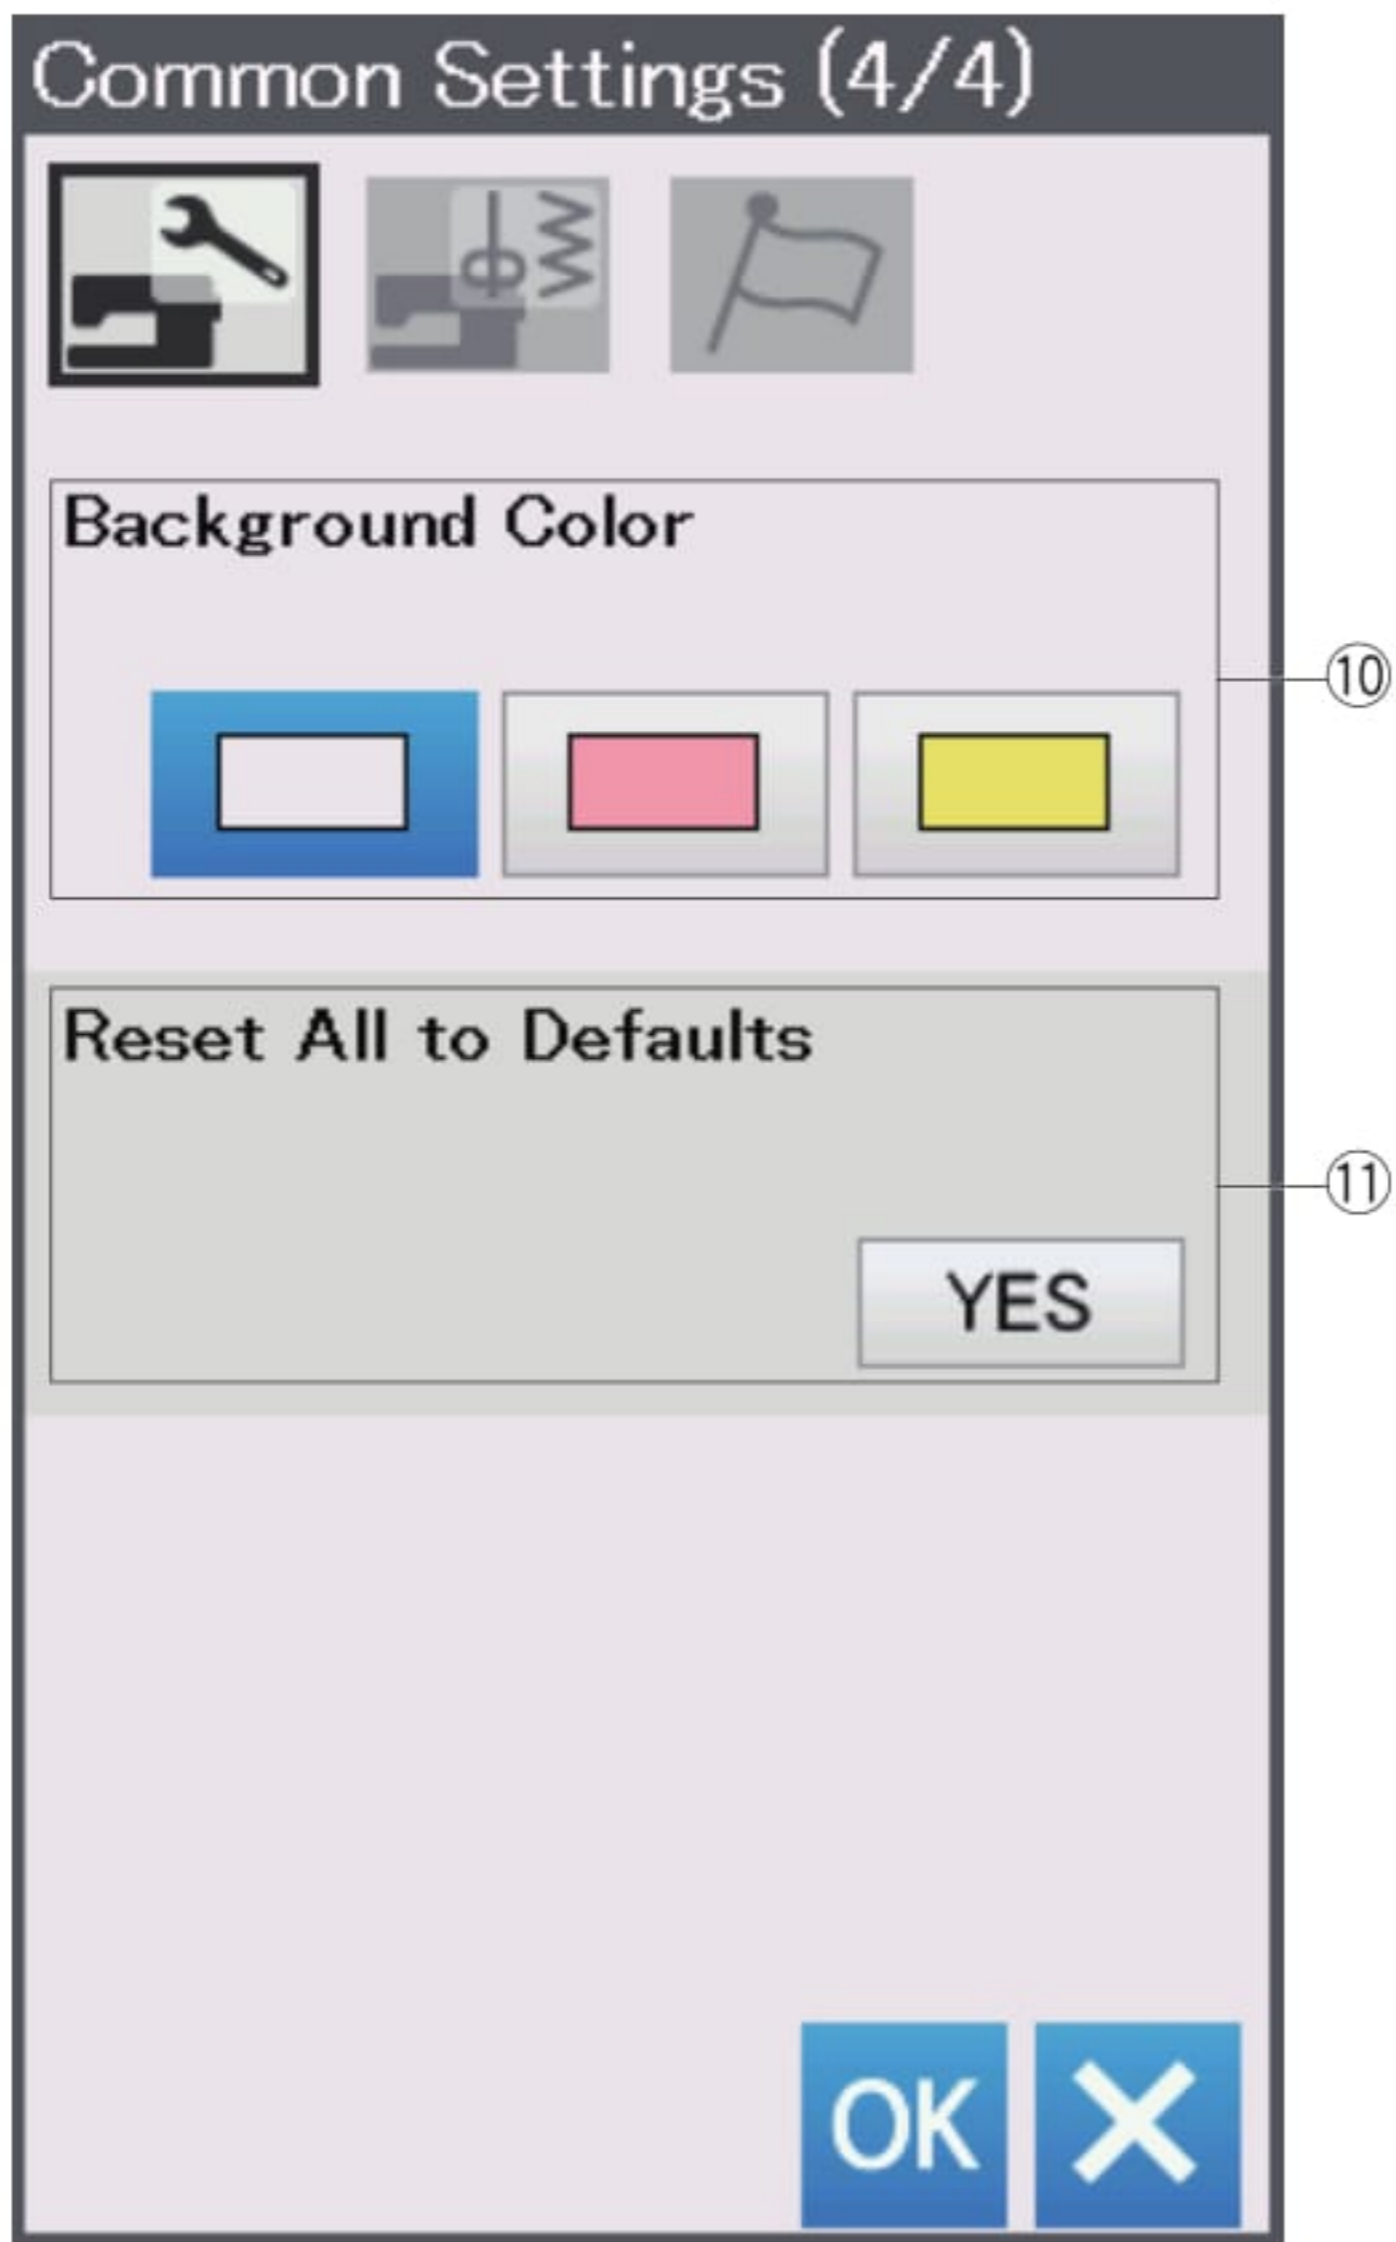 Common Settings (4/4)
Background Color
⑩
Reset All to Defaults
⑪
YES
OK